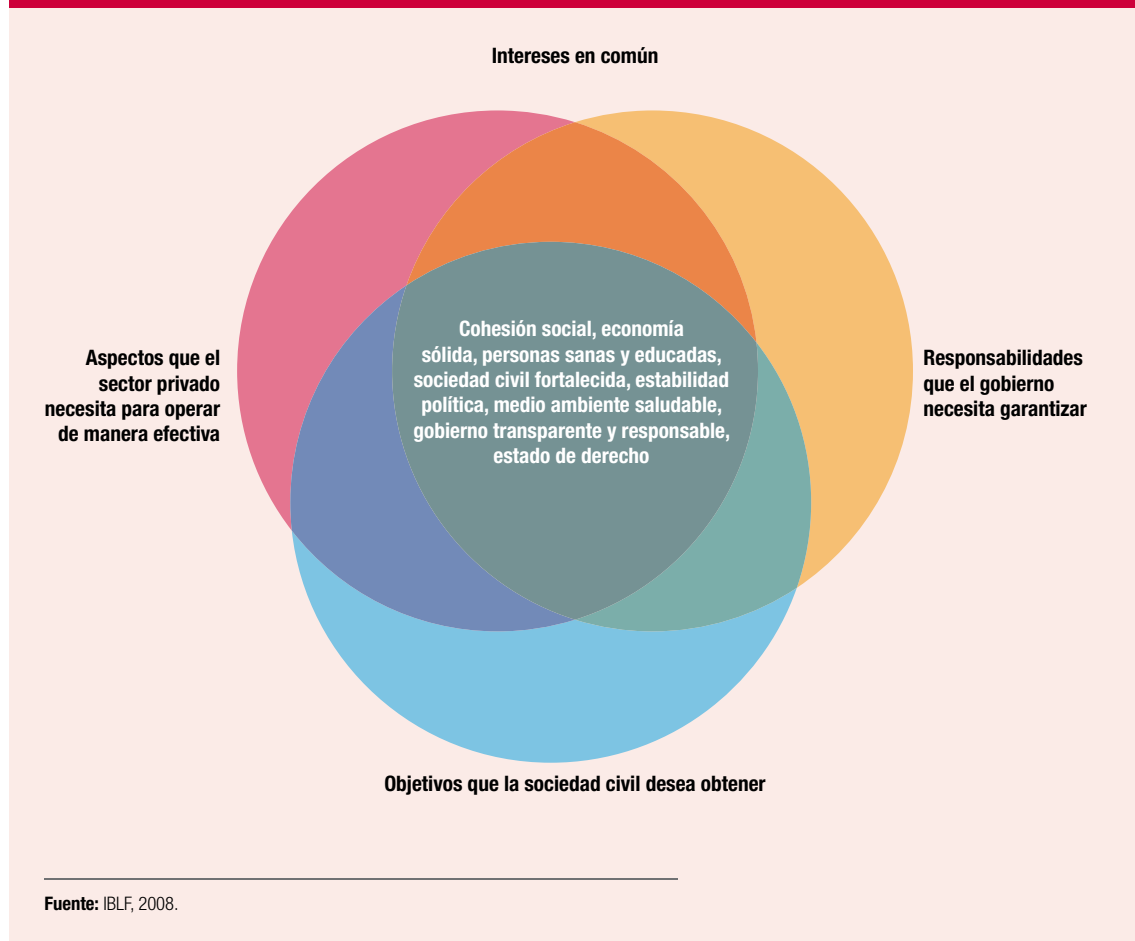 Intereses en común
Aspectos que el
sector privado
necesita para operar
de manera efectiva
Cohesión social, economía
sólida, personas sanas y educadas,
sociedad civil fortalecida, estabilidad
política, medio ambiente saludable,
gobierno transparente y responsable,
estado de derecho
Responsabilidades
que el gobierno
necesita garantizar
Objetivos que la sociedad civil desea obtener
Fuente: IBLF, 2008.